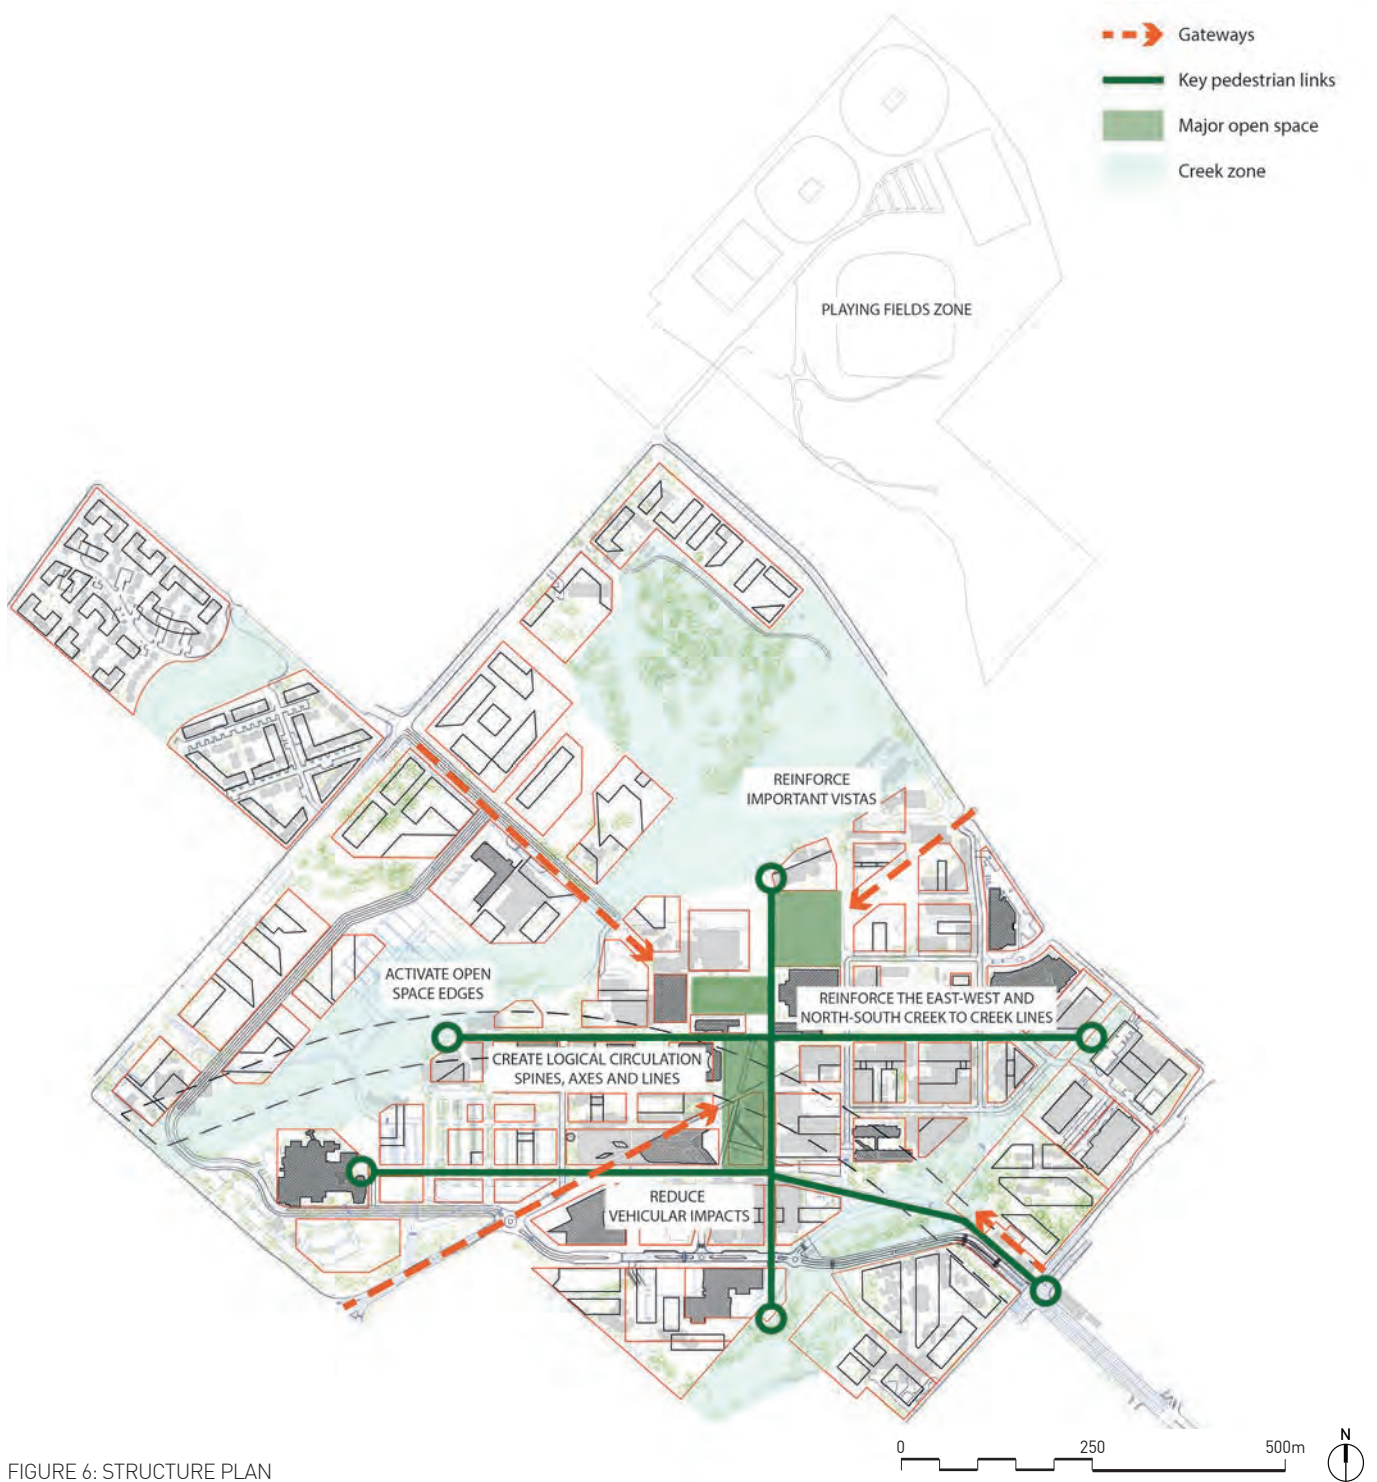 Gateways
Key pedestrian links
Major open space
Creek zone
PLAYING FIELDS ZONE
REINFORCE
IMPORTANT VISTAS
ACTIVATE OPEN
SPACE EDGES
REINFORCE THE EAST-WEST AND
NORTH-SOUTH CREEK TO CREEK LINES
CREATE LOGICAL CIRCULATION
SPINES, AXES AND LINES
REDUCE
VEHICULAR IMPACTS
0 250 500m
N
FIGURE 6: STRUCTURE PLAN